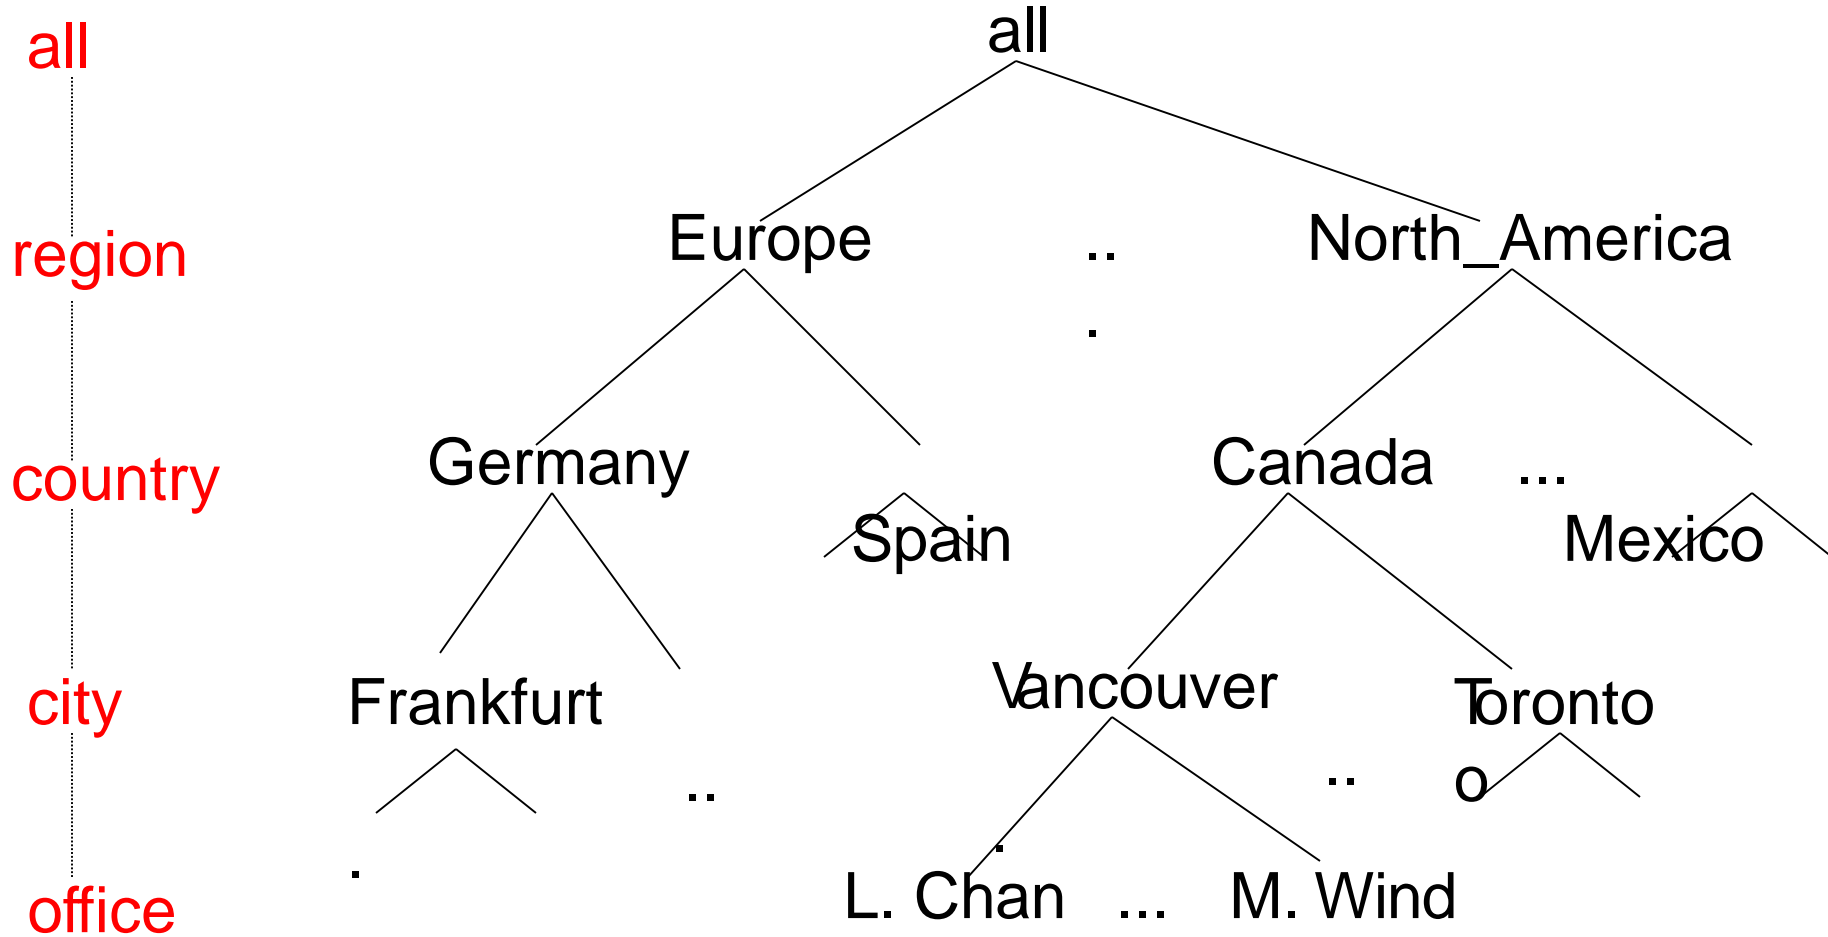 all
all
region
Europe
..
North_America
.
country
Germany
Canada
...
Spain
Mexico
city
Frankfurt
Vancouver
Toronto
..
..
o
.
.
office
L. Chan
...
M. Wind